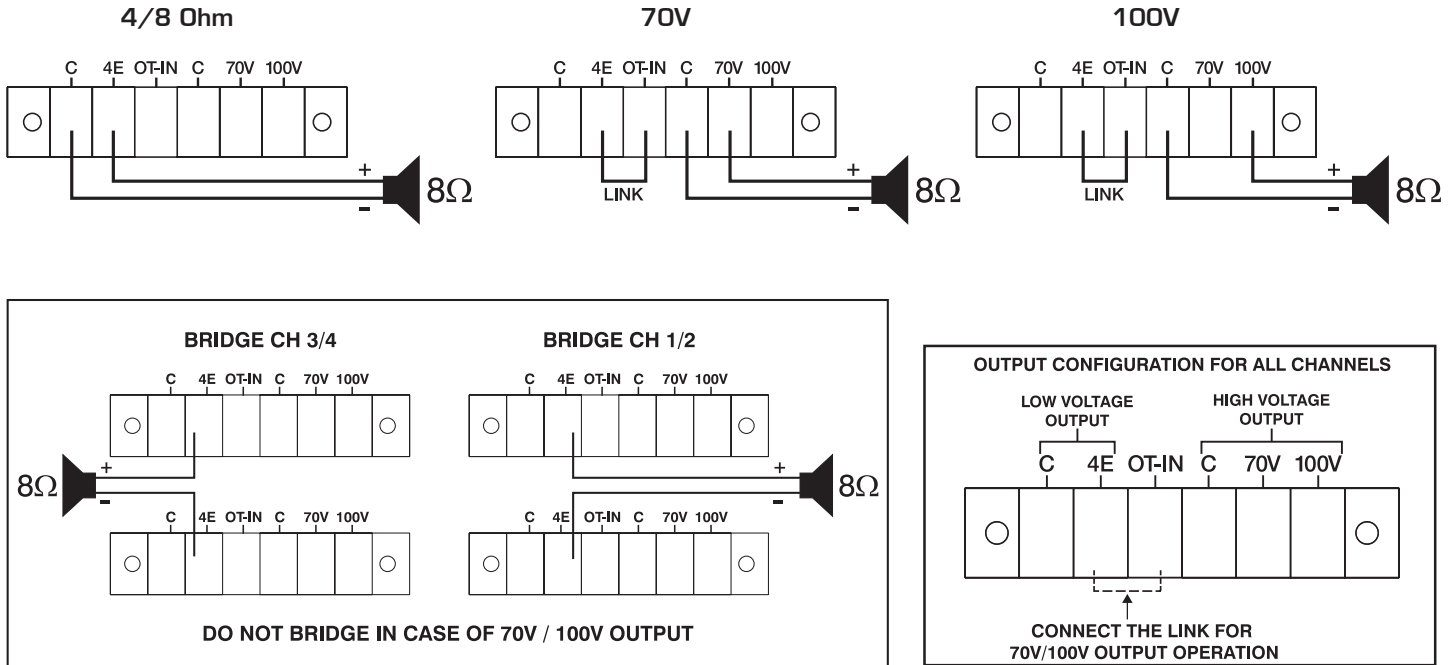 4/8 Ohm
C 4E OT-IN C 70V 100V
+
-
8Ω
70V
C 4E OT-IN C 70V 100V
LINK
+
-
8Ω
100V
C 4E OT-IN C 70V 100V
LINK
+
-
8Ω
BRIDGE CH 3/4
C 4E OT-IN C 70V 100V
8Ω
+
-
C 4E OT-IN C 70V 100V
BRIDGE CH 1/2
C 4E OT-IN C 70V 100V
+
-
8Ω
C 4E OT-IN C 70V 100V
DO NOT BRIDGE IN CASE OF 70V / 100V OUTPUT
OUTPUT CONFIGURATION FOR ALL CHANNELS
LOW VOLTAGE
OUTPUT
HIGH VOLTAGE
OUTPUT
C 4E OT-IN C 70V 100V
CONNECT THE LINK FOR
70V/100V OUTPUT OPERATION